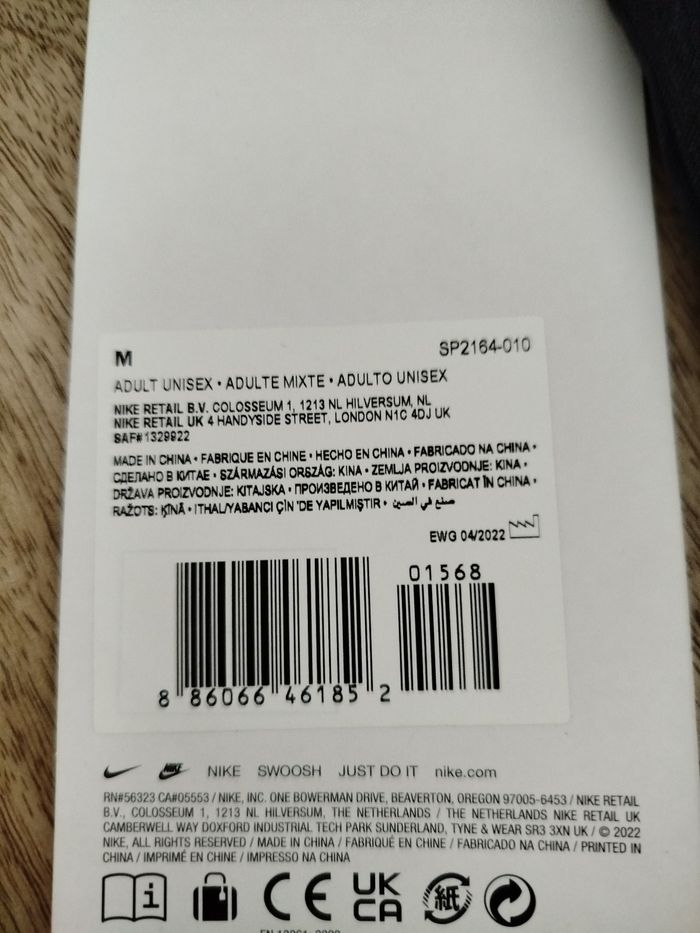 M
SP2164-010
ADULT UNISEX • ADULTE MIXTE • ADULTO UNISEX
NIKE RETAIL B.V. COLOSSEUM 1, 1213 NL HILVERSUM, NL
NIKE RETAIL UK 4 HANDYSIDE STREET, LONDON N1C 4DJ UK
SAF# 1329922
MADE IN CHINA • FABRIQUE EN CHINE • HECHO EN CHINA • FABRICADO NA CHINA •
СДЕЛАНО В КИТАЕ • SZÁRMAZÁSI ORSZÁG: KINA • ZEMLJA PROIZVODNJE: KINA •
DRŽAVA PROIZVODNJE: KITAJSKA • ПРОИЗВЕДЕНО В КИТАЙ • FABRICAT ÎN CHINA •
RAŽOTS: ĶĪNĀ • ITHAL/YABANCI ÇİN 'DE YAPILMIŞTIR • صنع في الصين
EWG 04/2022
01568
8 86066 46185 2
NIKE NIKE SWOOSH JUST DO IT nike.com
RN#56323 CA#05553 / NIKE, INC. ONE BOWERMAN DRIVE, BEAVERTON, OREGON 97005-6453 / NIKE RETAIL
B.V., COLOSSEUM 1, 1213 NL HILVERSUM, THE NETHERLANDS / THE NETHERLANDS NIKE RETAIL UK
CAMBERWELL WAY DOXFORD INDUSTRIAL TECH PARK SUNDERLAND, TYNE & WEAR SR3 3XN UK / © 2022
NIKE, ALL RIGHTS RESERVED / MADE IN CHINA / FABRIQUÉ EN CHINE / FABRICADO NA CHINA / PRINTED IN
CHINA / IMPRIMÉ EN CHINE / IMPRESSO NA CHINA
i CE UK CA 紙